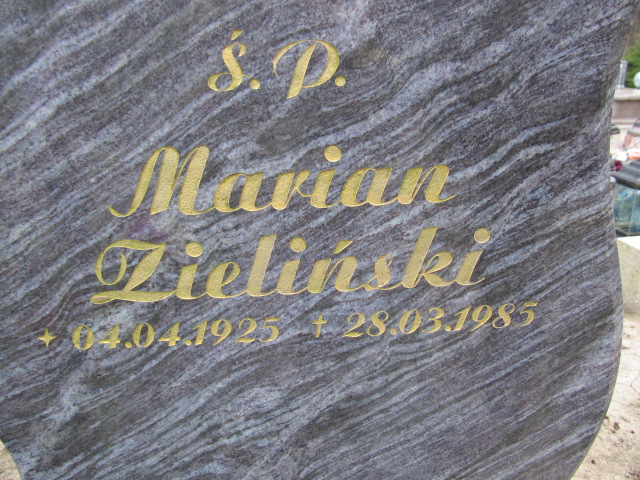 Ś. P.
Marian
Zieliński
04.04.1925 † 28.03.1985